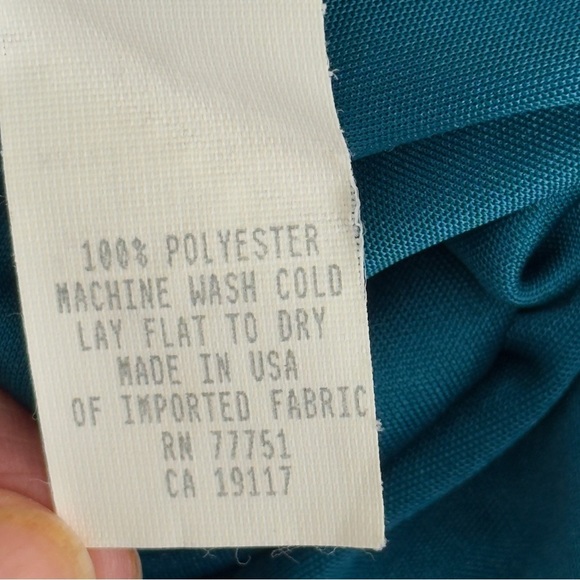 100% POLYESTER
MACHINE WASH COLD
LAY FLAT TO DRY
MADE IN USA
OF IMPORTED FABRIC
RN 77751
CA 19117